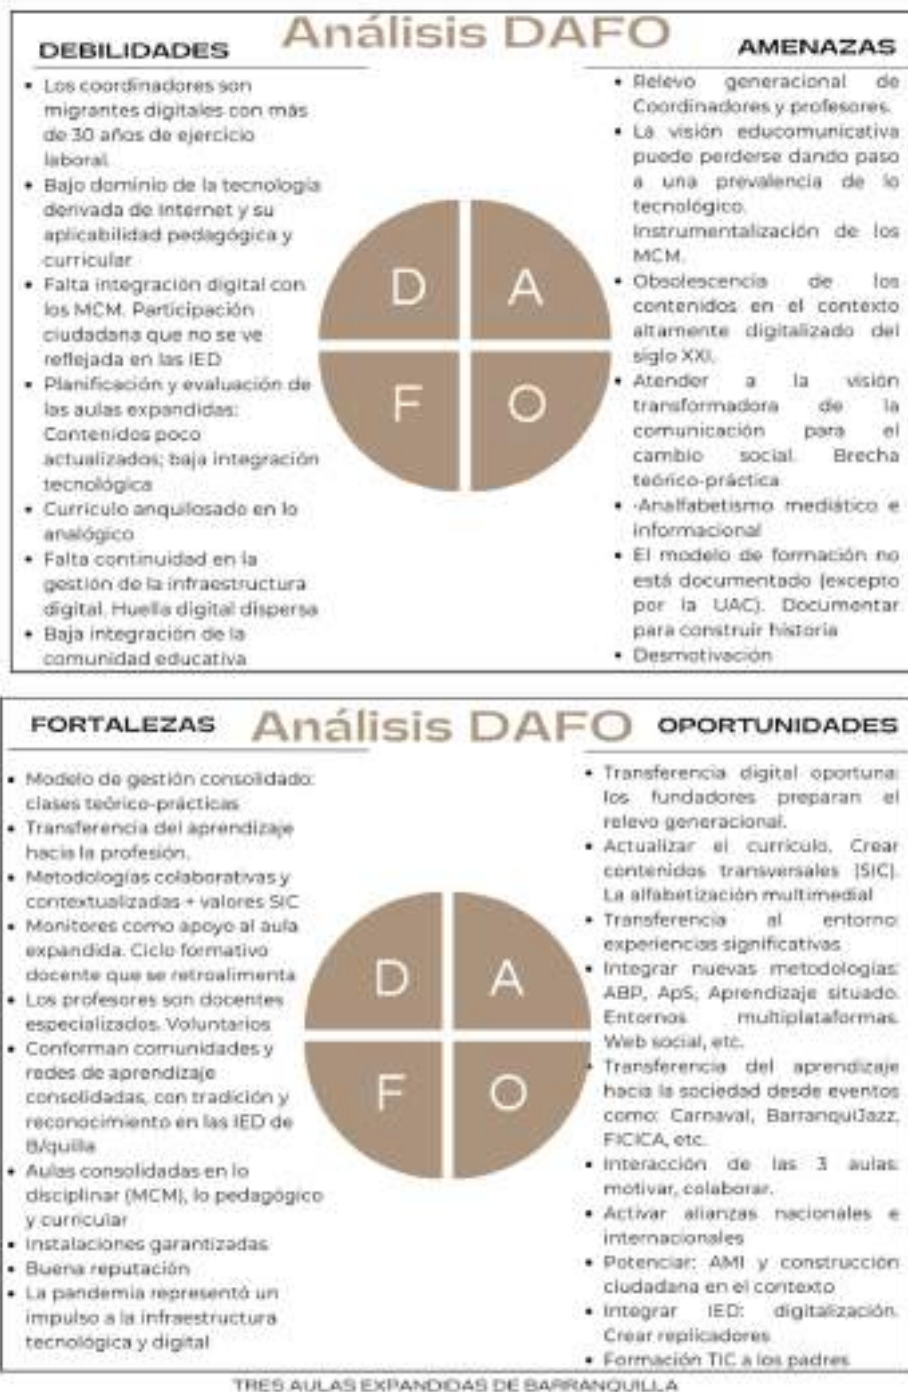 Análisis DAFO
DEBILIDADES
• Los coordinadores son
migrantes digitales con más
de 30 años de ejercicio
laboral.
• Bajo dominio de la tecnología
derivada de Internet y su
aplicabilidad pedagógica y
curricular
• Falta integración digital con
los MCM. Participación
ciudadana que no se ve
reflejada en las IED
• Planificación y evaluación de
las aulas expandidas:
Contenidos poco
actualizados; baja integración
tecnológica
• Currículo anquilosado en lo
analógico
• Falta continuidad en la
gestión de la infraestructura
digital. Huella digital dispersa
• Baja integración de la
comunidad educativa
D
A
F
O
AMENAZAS
• Relevo generacional de
Coordinadores y profesores.
• La visión educomunicativa
puede perderse dando paso
a una prevalencia de lo
tecnológico.
Instrumentalización de los
MCM.
• Obsolescencia de los
contenidos en el contexto
altamente digitalizado del
siglo XXI.
• Atender a la visión
transformadora de la
comunicación para el
cambio social. Brecha
teórico-práctica
• -Analfabetismo mediático e
informacional
• El modelo de formación no
está documentado (excepto
por la UAC). Documentar
para construir historia
• Desmotivación
Análisis DAFO
FORTALEZAS
• Modelo de gestión consolidado:
clases teórico-prácticas
• Transferencia del aprendizaje
hacia la profesión.
• Metodologías colaborativas y
contextualizadas + valores SIC
• Monitores como apoyo al aula
expandida. Ciclo formativo
docente que se retroalimenta
• Los profesores son docentes
especializados. Voluntarios
• Conforman comunidades y
redes de aprendizaje
consolidadas, con tradición y
reconocimiento en las IED de
B/quilla
• Aulas consolidadas en lo
disciplinar (MCM), lo pedagógico
y curricular
• Instalaciones garantizadas
• Buena reputación
• La pandemia representó un
impulso a la infraestructura
tecnológica y digital
D
A
F
O
OPORTUNIDADES
• Transferencia digital oportuna:
los fundadores preparan el
relevo generacional.
• Actualizar el currículo. Crear
contenidos transversales (SIC).
La alfabetización multimedial
• Transferencia al entorno:
experiencias significativas
• Integrar nuevas metodologías:
ABP, ApS, Aprendizaje situado.
Entornos multiplataformas.
Web social, etc.
• Transferencia del aprendizaje
hacia la sociedad desde eventos
como: Carnaval, BarranquiJazz,
FICICA, etc.
• Interacción de las 3 aulas:
motivar, colaborar.
• Activar alianzas nacionales e
internacionales
• Potenciar: AMI y construcción
ciudadana en el contexto
• Integrar IED: digitalización.
Crear replicadores
• Formación TIC a los padres
TRES AULAS EXPANDIDAS DE BARRANQUILLA